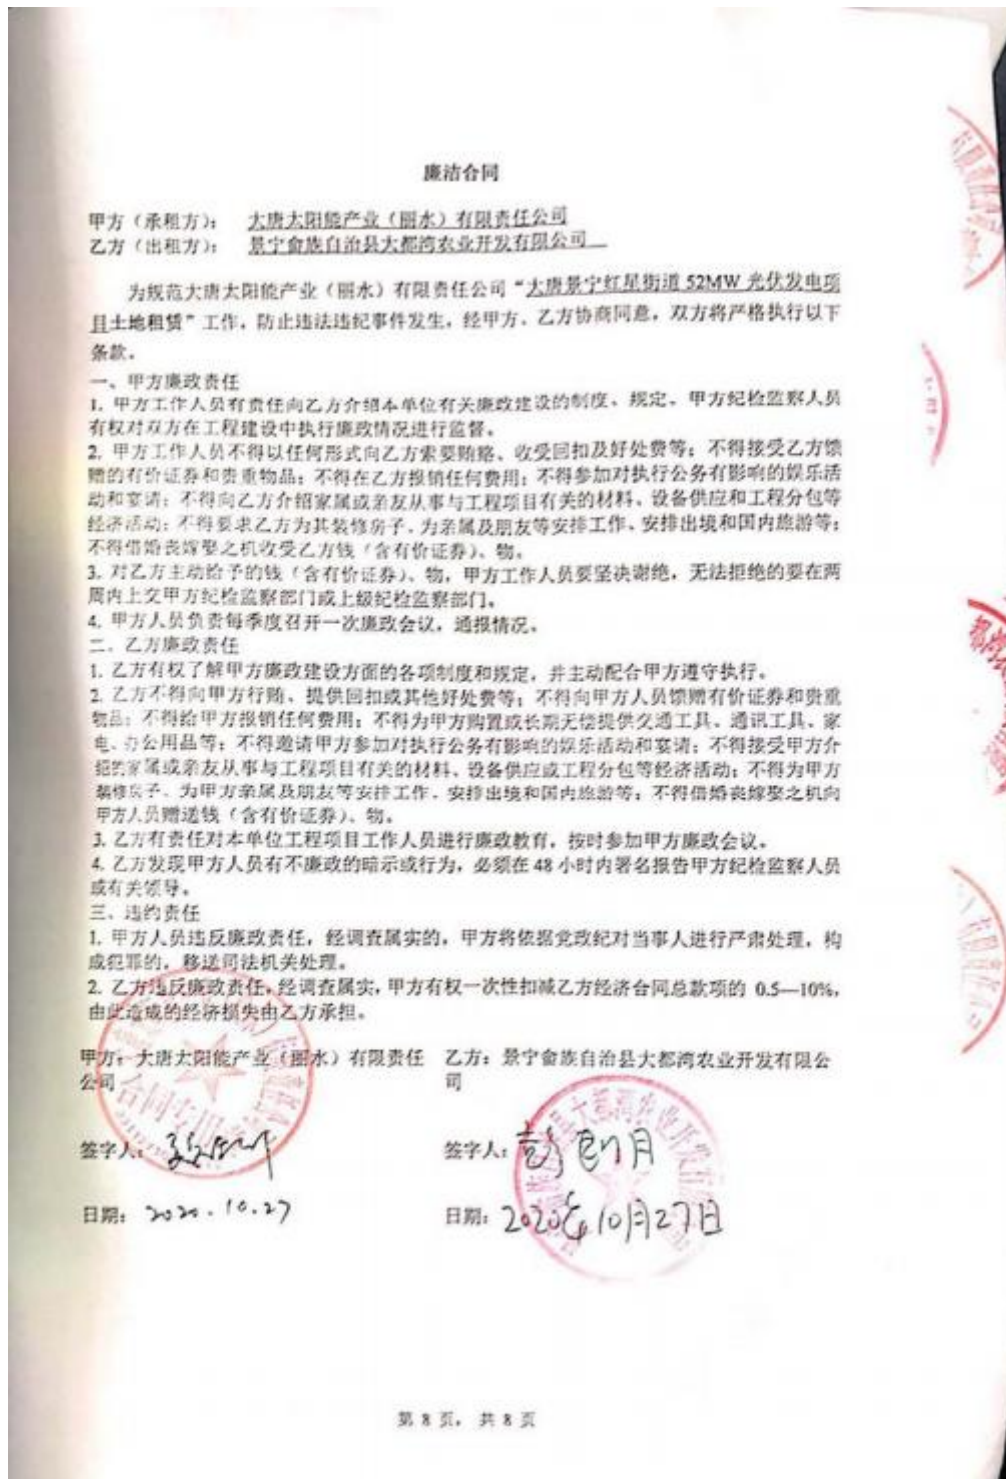 廉洁合同
甲方（承租方）： 大唐太阳能产业（丽水）有限责任公司
乙方（出租方）： 景宁畲族自治县大都湾农业开发有限公司
为规范大唐太阳能产业（丽水）有限责任公司“大唐景宁红星街道 52MW 光伏发电项
目土地租赁”工作，防止违法违纪事件发生，经甲方、乙方协商同意，双方将严格执行以下
条款。
一、甲方廉政责任
1. 甲方工作人员有责任向乙方介绍本单位有关廉政建设的制度、规定、甲方纪检监察人员
有权对双方在工程建设中执行廉政情况进行监督。
2. 甲方工作人员不得以任何形式向乙方索要贿赂、收受回扣及好处费等；不得接受乙方馈
赠的有价证券和贵重物品；不得在乙方报销任何费用；不得参加对执行公务有影响的娱乐活
动和宴请；不得向乙方介绍家属或亲友从事与工程项目有关的材料、设备供应和工程分包等
经济活动；不得要求乙方为其装修房子、为亲属及朋友等安排工作、安排出境和国内旅游等；
不得借婚丧嫁娶之机收受乙方钱（含有价证券）、物。
3. 对乙方主动给予的钱（含有价证券）、物，甲方工作人员要坚决谢绝，无法拒绝的要在两
周内上交甲方纪检监察部门或上级纪检监察部门。
4. 甲方人员负责每季度召开一次廉政会议，通报情况。
二、乙方廉政责任
1. 乙方有权了解甲方廉政建设方面的各项制度和规定，并主动配合甲方遵守执行。
2. 乙方不得向甲方行贿、提供回扣或其他好处费等；不得向甲方人员馈赠有价证券和贵重
物品；不得给甲方报销任何费用；不得为甲方购置或长期无偿提供交通工具、通讯工具、家
电、办公用品等；不得邀请甲方参加对执行公务有影响的娱乐活动和宴请；不得接受甲方介
绍的家属或亲友从事与工程项目有关的材料、设备供应或工程分包等经济活动；不得为甲方
装修房子、为甲方亲属及朋友等安排工作、安排出境和国内旅游等；不得借婚丧嫁娶之机向
甲方人员赠送钱（含有价证券）、物。
3. 乙方有责任对本单位工程项目工作人员进行廉政教育，按时参加甲方廉政会议。
4. 乙方发现甲方人员有不廉政的暗示或行为，必须在 48 小时内署名报告甲方纪检监察人员
或有关领导。
三、违约责任
1. 甲方人员违反廉政责任，经调查属实的，甲方将依据党政纪对当事人进行严肃处理，构
成犯罪的，移送司法机关处理。
2. 乙方违反廉政责任，经调查属实，甲方有权一次性扣减乙方经济合同总款项的 0.5—10%，
由此造成的经济损失由乙方承担。
甲方：大唐太阳能产业（丽水）有限责任
公司
乙方：景宁畲族自治县大都湾农业开发有限公
司
合同专用章
签字人：
签字人：
日期：2020.10.27
日期：2020年10月27日
第 8 页，共 8 页